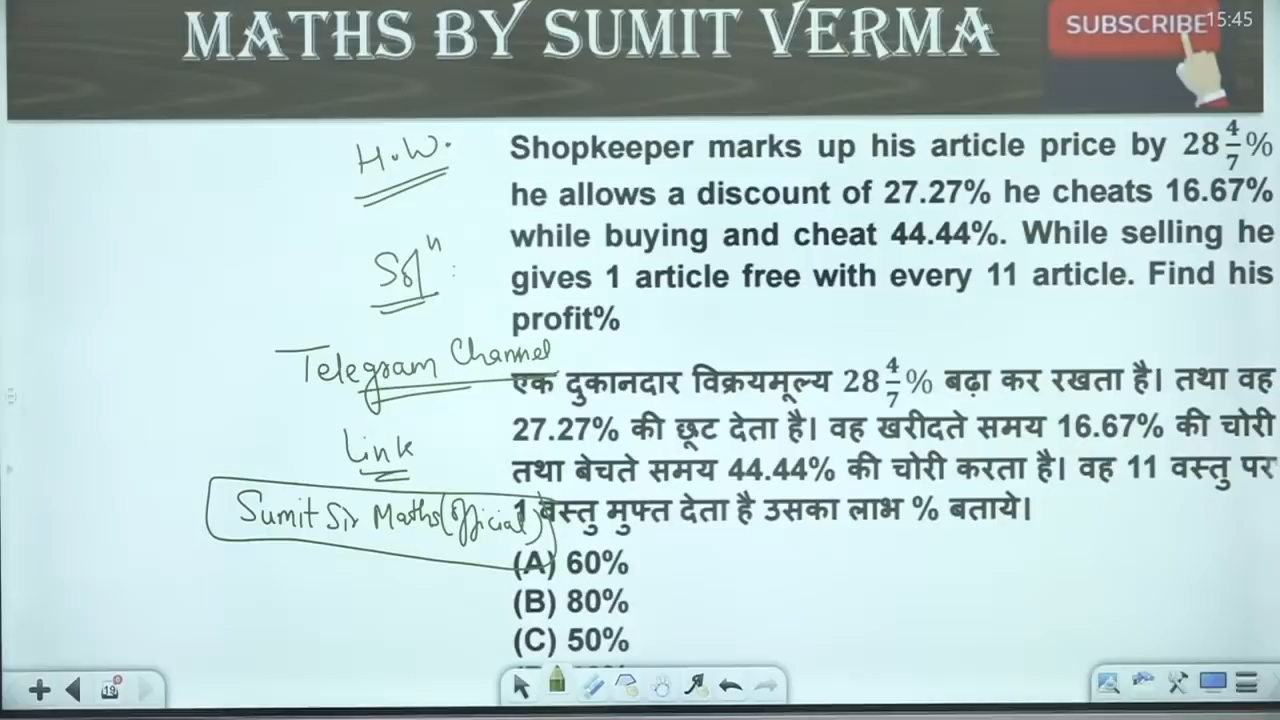 MATHS BY SUMIT VERMA
SUBSCRIBE
15:45
H.W.
Solⁿ:
Telegram Channel
Link
Sumit Sir Maths (Official)
Shopkeeper marks up his article price by 28 4/7%
he allows a discount of 27.27% he cheats 16.67%
while buying and cheat 44.44%. While selling he
gives 1 article free with every 11 article. Find his
profit%
एक दुकानदार विक्रयमूल्य 28 4/7% बढ़ा कर रखता है। तथा वह
27.27% की छूट देता है। वह खरीदते समय 16.67% की चोरी
तथा बेचते समय 44.44% की चोरी करता है। वह 11 वस्तु पर
1 वस्तु मुफ्त देता है उसका लाभ % बताये।
(A) 60%
(B) 80%
(C) 50%
19